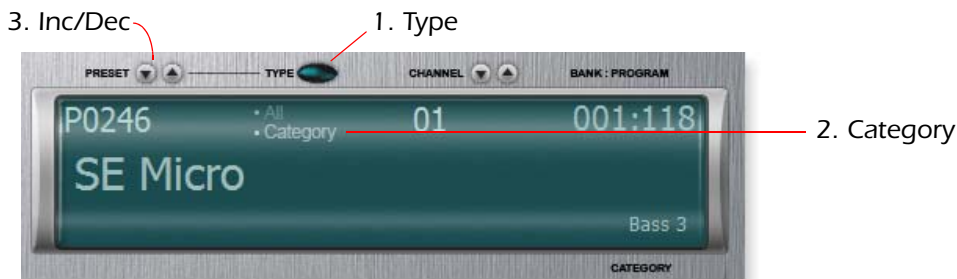 3. Inc/Dec 1. Type
PRESET TYPE CHANNEL BANK : PROGRAM
P0246 • All 01 001:118
• Category
2. Category
SE Micro
Bass 3
CATEGORY